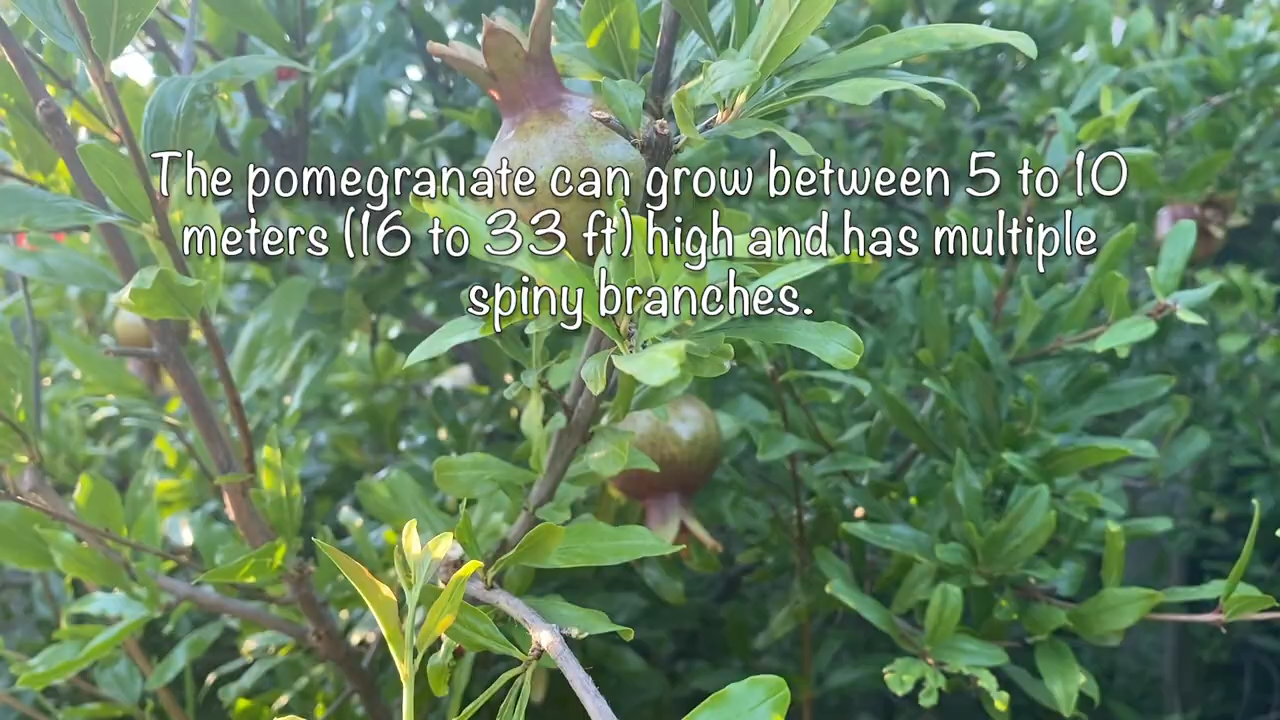 The pomegranate can grow between 5 to 10
meters (16 to 33 ft) high and has multiple
spiny branches.